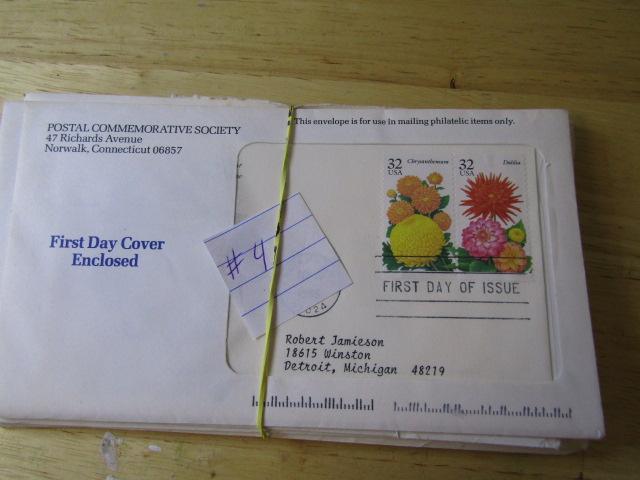 POSTAL COMMEMORATIVE SOCIETY
47 Richards Avenue
Norwalk, Connecticut 06857
This envelope is for use in mailing philatelic items only.
32 Chrysanthemum
USA
32 Dahlia
USA
First Day Cover
Enclosed
#4
FIRST DAY OF ISSUE
Robert Jamieson
18615 Winston
Detroit, Michigan 48219